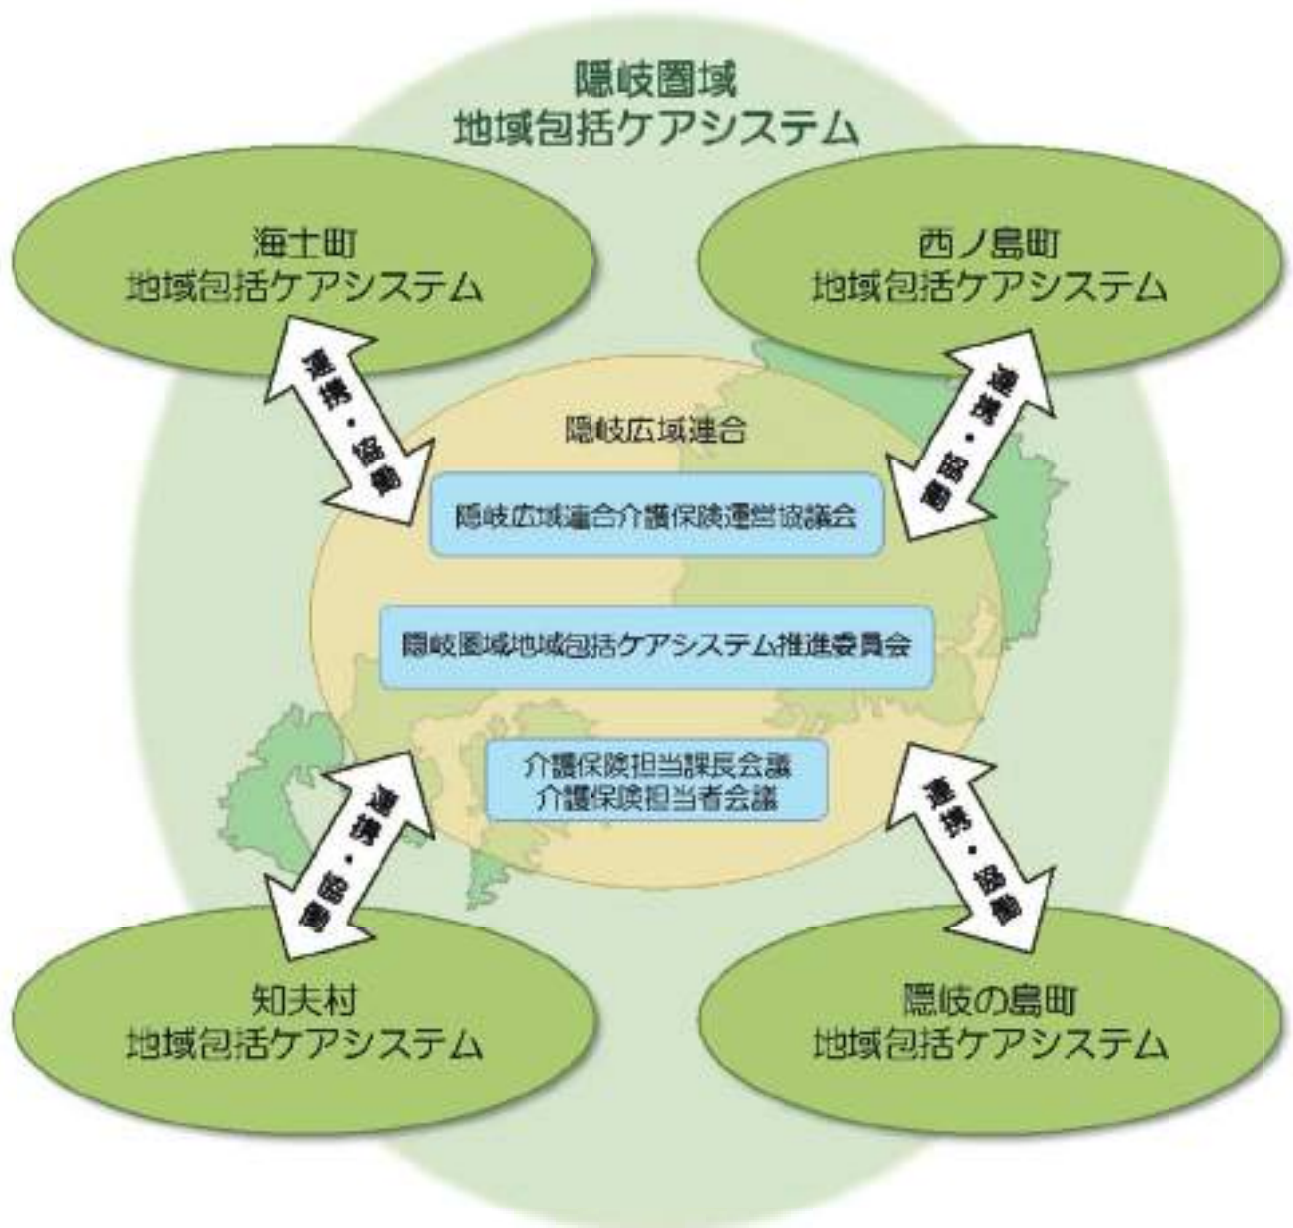 隠岐圏域
地域包括ケアシステム
海士町
地域包括ケアシステム
西ノ島町
地域包括ケアシステム
連携・協働
連携・協働
隠岐広域連合
隠岐広域連合介護保険運営協議会
隠岐圏域地域包括ケアシステム推進委員会
介護保険担当課長会議
介護保険担当者会議
連携・協働
連携・協働
知夫村
地域包括ケアシステム
隠岐の島町
地域包括ケアシステム